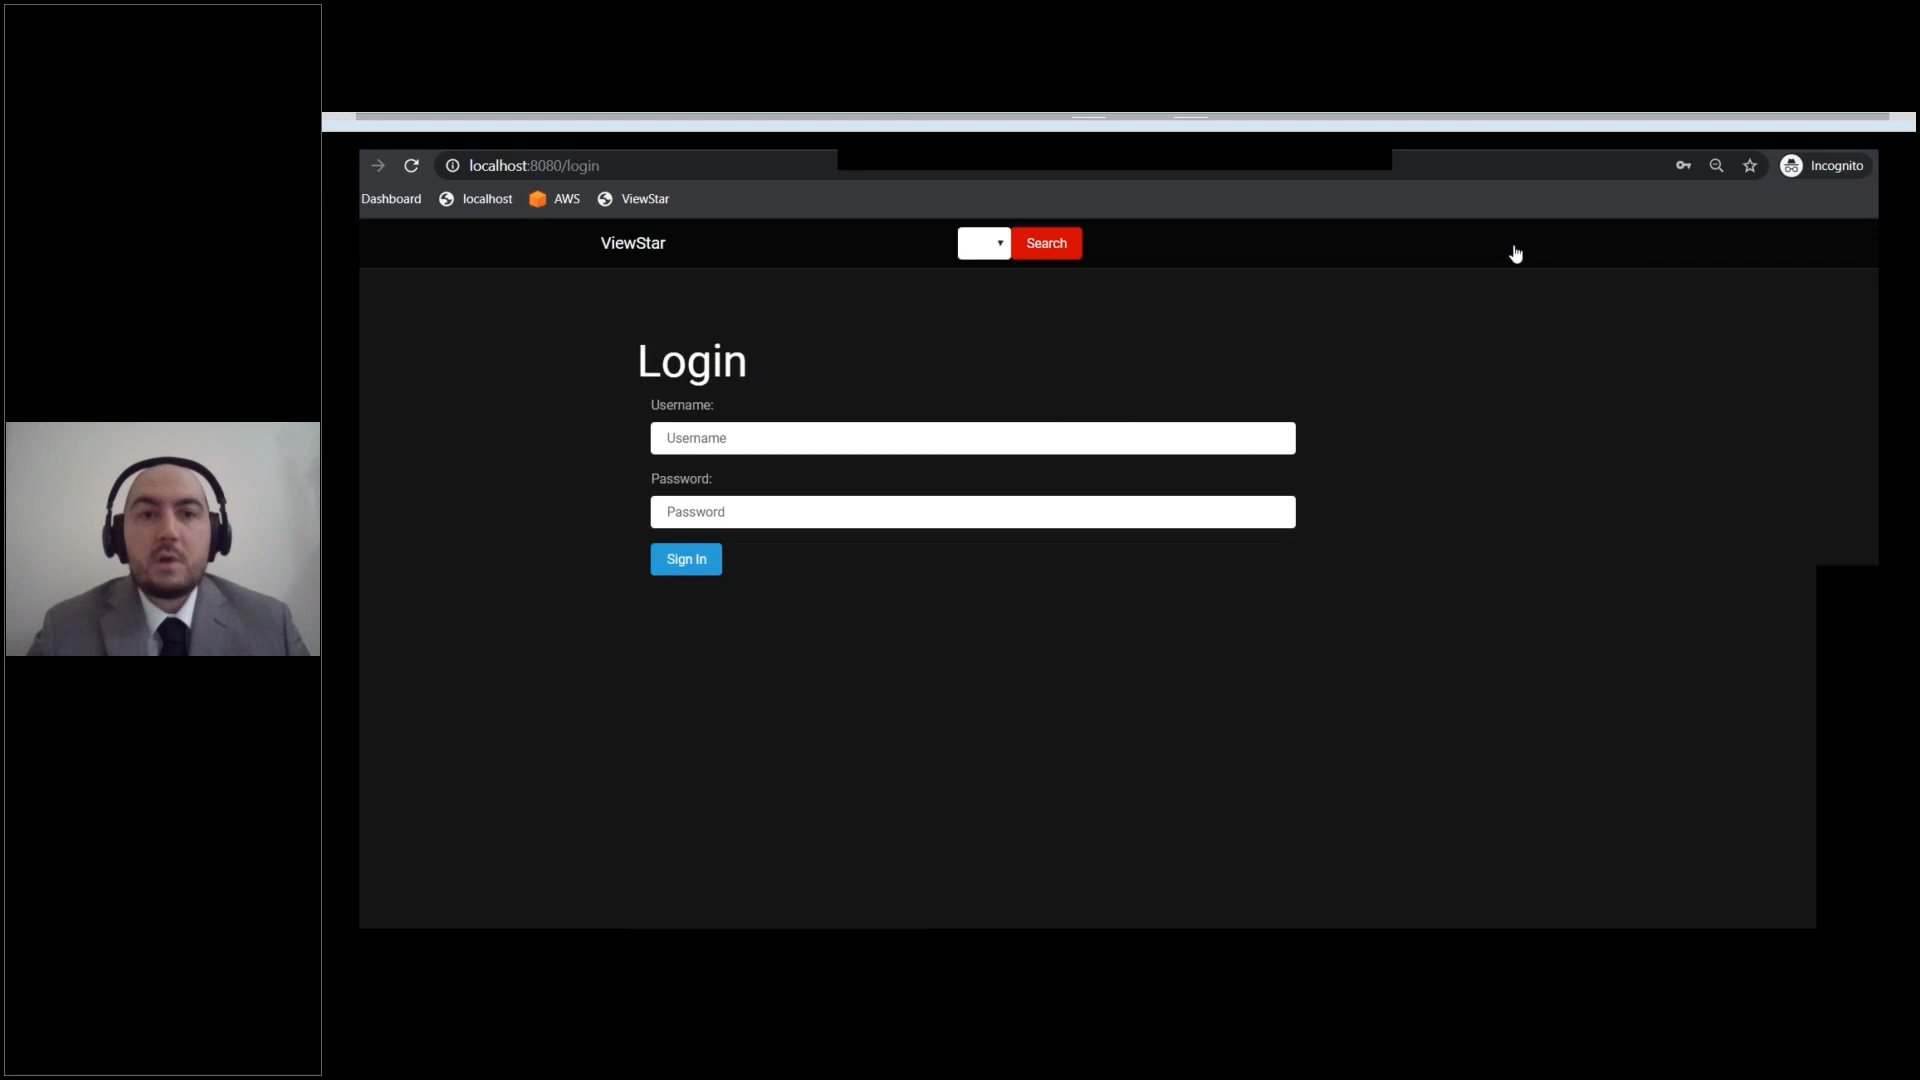 localhost:8080/login
Incognito
Dashboard localhost AWS ViewStar
ViewStar
Search
Login
Username:
Username
Password:
Password
Sign In